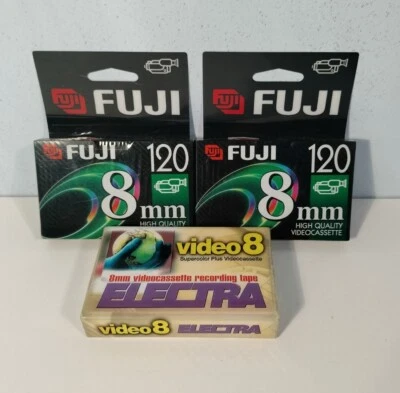 FUJI
FUJI
FUJI 120
8mm
HIGH QUALITY
FUJI 120
8mm
HIGH QUALITY
VIDEOCASSETTE
video 8
Supercolor Plus Videocassette
8mm videocassette recording tape
ELECTRA
video 8 ELECTRA